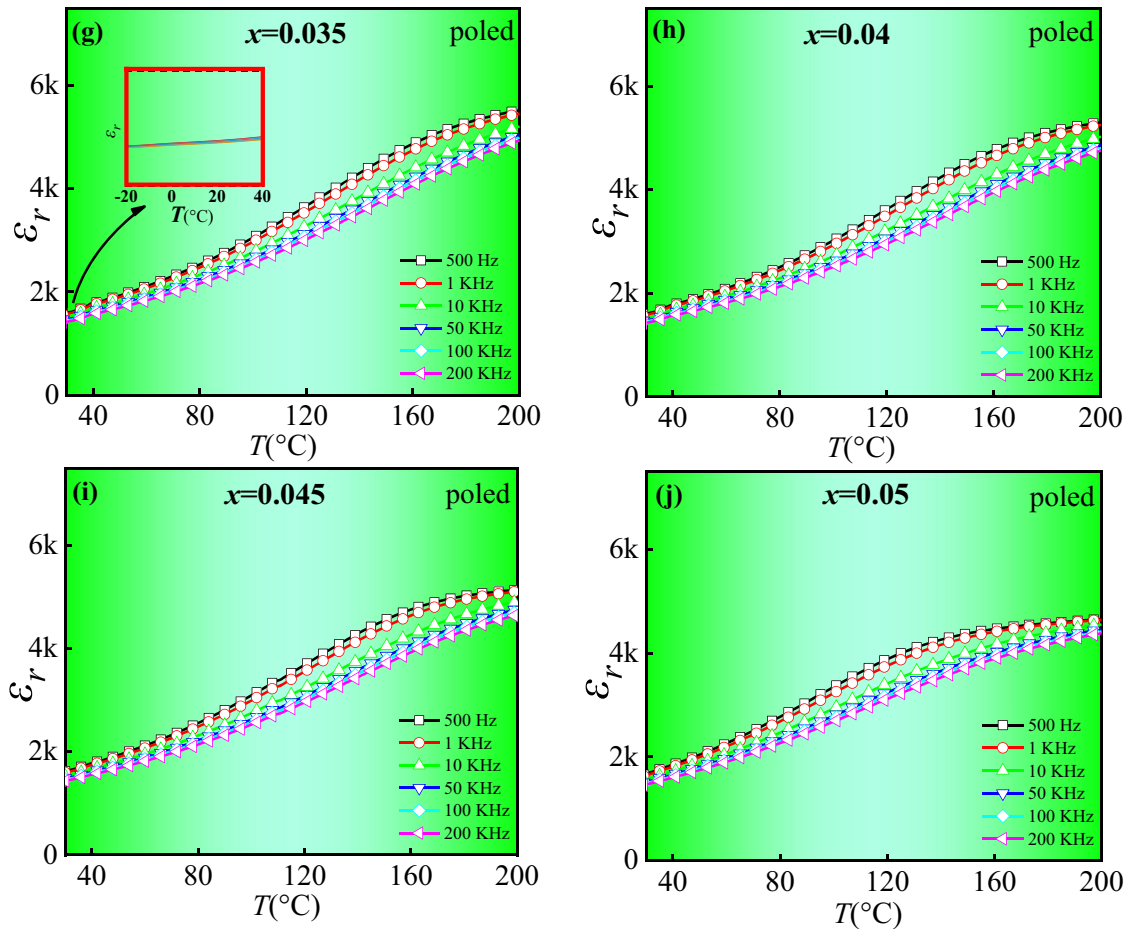 (g) x=0.035 poled
6k
4k
2k
0
εr
εr
-20 0 20 40
T(°C)
500 Hz
1 KHz
10 KHz
50 KHz
100 KHz
200 KHz
40 80 120 160 200
T(°C)
(h) x=0.04 poled
6k
4k
2k
0
εr
500 Hz
1 KHz
10 KHz
50 KHz
100 KHz
200 KHz
40 80 120 160 200
T(°C)
(i) x=0.045 poled
6k
4k
2k
0
εr
500 Hz
1 KHz
10 KHz
50 KHz
100 KHz
200 KHz
40 80 120 160 200
T(°C)
(j) x=0.05 poled
6k
4k
2k
0
εr
500 Hz
1 KHz
10 KHz
50 KHz
100 KHz
200 KHz
40 80 120 160 200
T(°C)